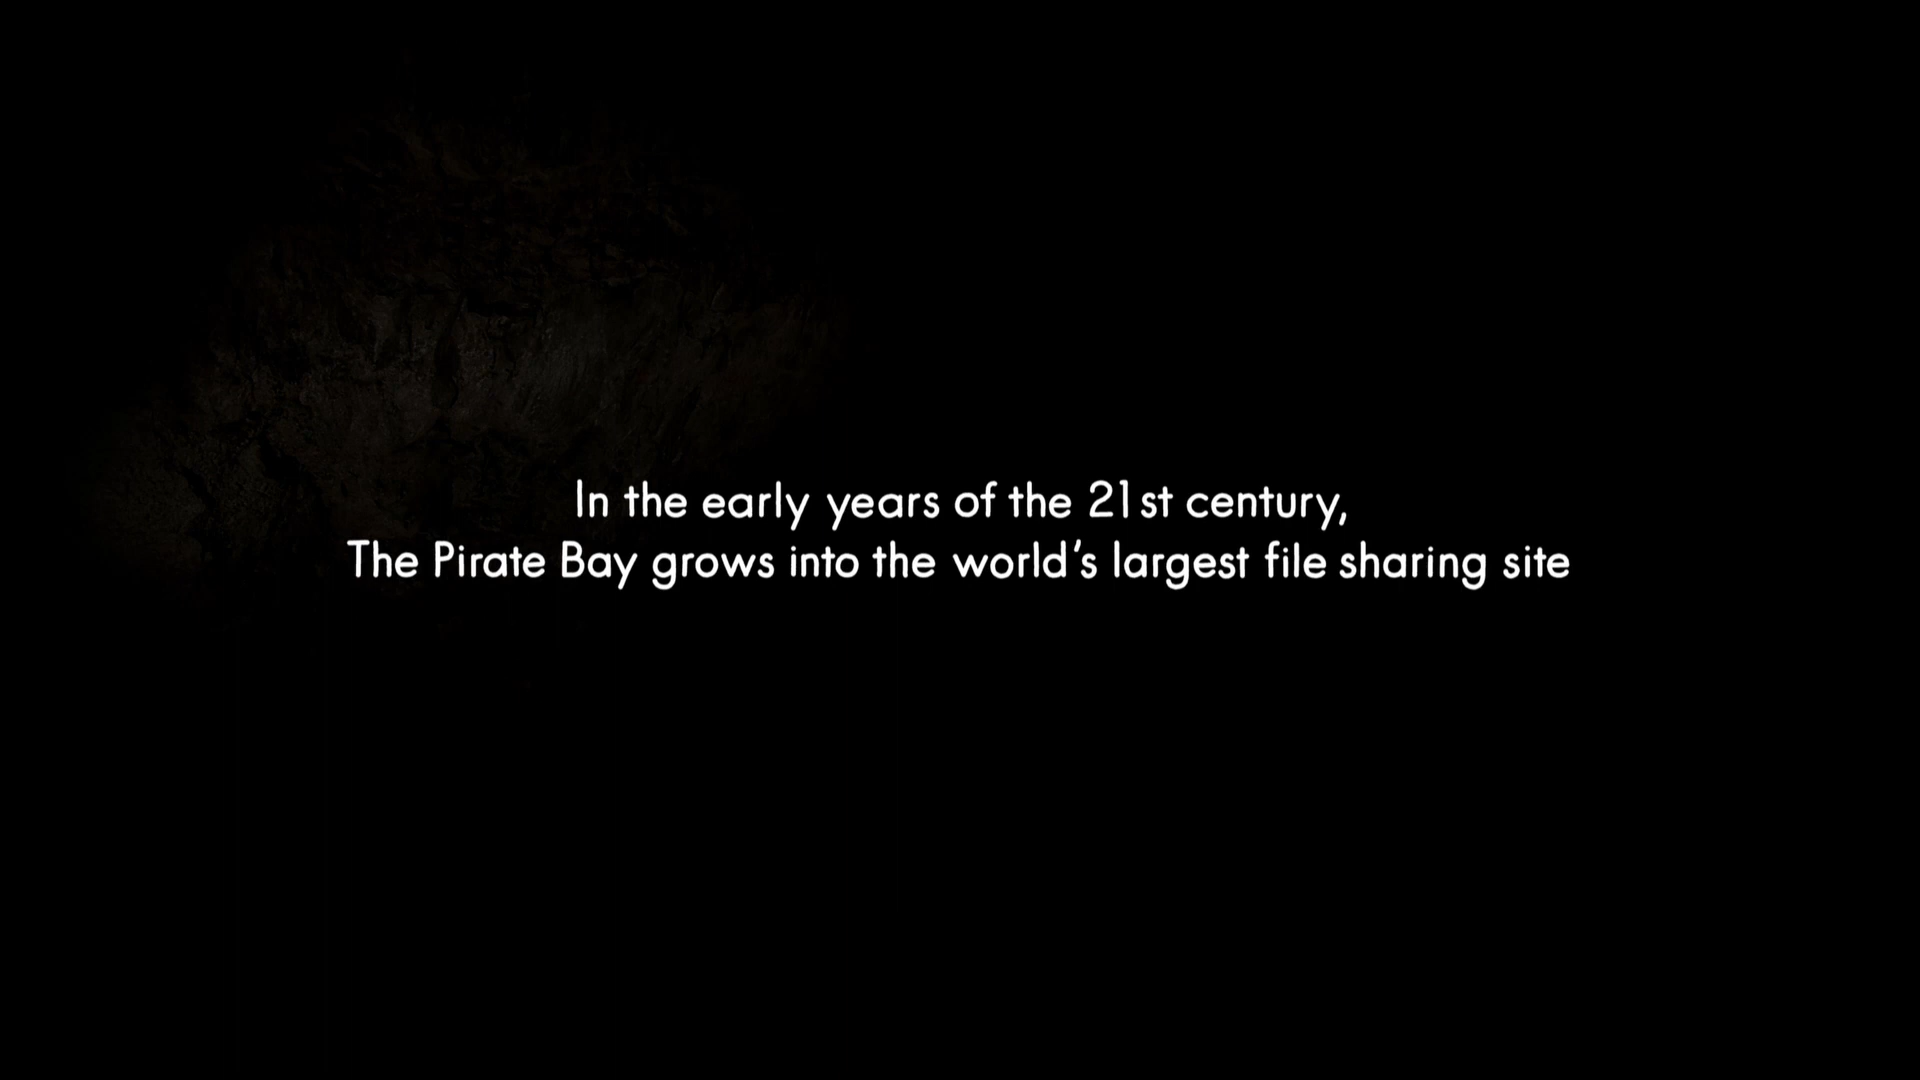 In the early years of the 21st century,
The Pirate Bay grows into the world's largest file sharing site